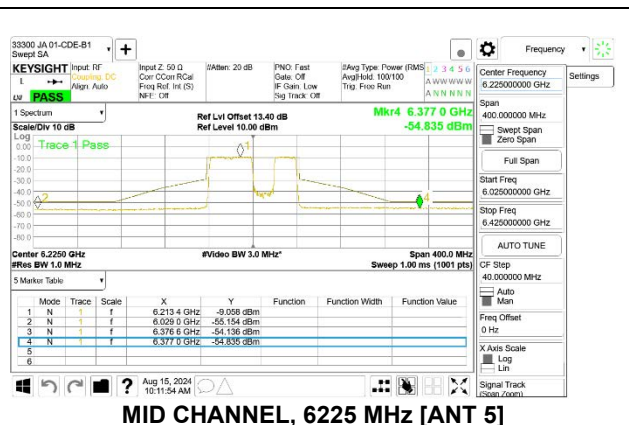 33300 JA 01-CDE-B1
Swept SA
Frequency
KEYSIGHT
Input: RF
Coupling: DC
Align: Auto
Input Z: 50 Ω
Corr CCorr RCal
Freq Ref: Int (S)
NFE: Off
#Atten: 20 dB
PNO: Fast
Gate: Off
IF Gain: Low
Sig Track: Off
#Avg Type: Power (RMS
Avg|Hold: 100/100
Trig: Free Run
1 2 3 4 5 6
A W W W W W
A N N N N N
L
PASS
Center Frequency
6.225000000 GHz
Settings
1 Spectrum
Scale/Div 10 dB
Ref Lvl Offset 13.40 dB
Ref Level 10.00 dBm
Mkr4 6.377 0 GHz
-54.835 dBm
Span
400.000000 MHz
Swept Span
Zero Span
Log
0.00
Trace 1 Pass
-10.0
-20.0
-30.0
-40.0
-50.0
-60.0
-70.0
-80.0
1
2
4
Full Span
Start Freq
6.025000000 GHz
Stop Freq
6.425000000 GHz
AUTO TUNE
Center 6.2250 GHz
#Res BW 1.0 MHz
#Video BW 3.0 MHz*
Span 400.0 MHz
Sweep 1.00 ms (1001 pts)
CF Step
40.000000 MHz
Auto
Man
5 Marker Table
Mode Trace Scale X Y Function Function Width Function Value
1 N 1 f 6.213 4 GHz -9.058 dBm
2 N 1 f 6.029 0 GHz -55.154 dBm
3 N 1 f 6.376 6 GHz -54.136 dBm
4 N 1 f 6.377 0 GHz -54.835 dBm
5
6
Freq Offset
0 Hz
X Axis Scale
Log
Lin
Signal Track
(Span Zoom)
?
Aug 15, 2024
10:11:54 AM
MID CHANNEL, 6225 MHz [ANT 5]